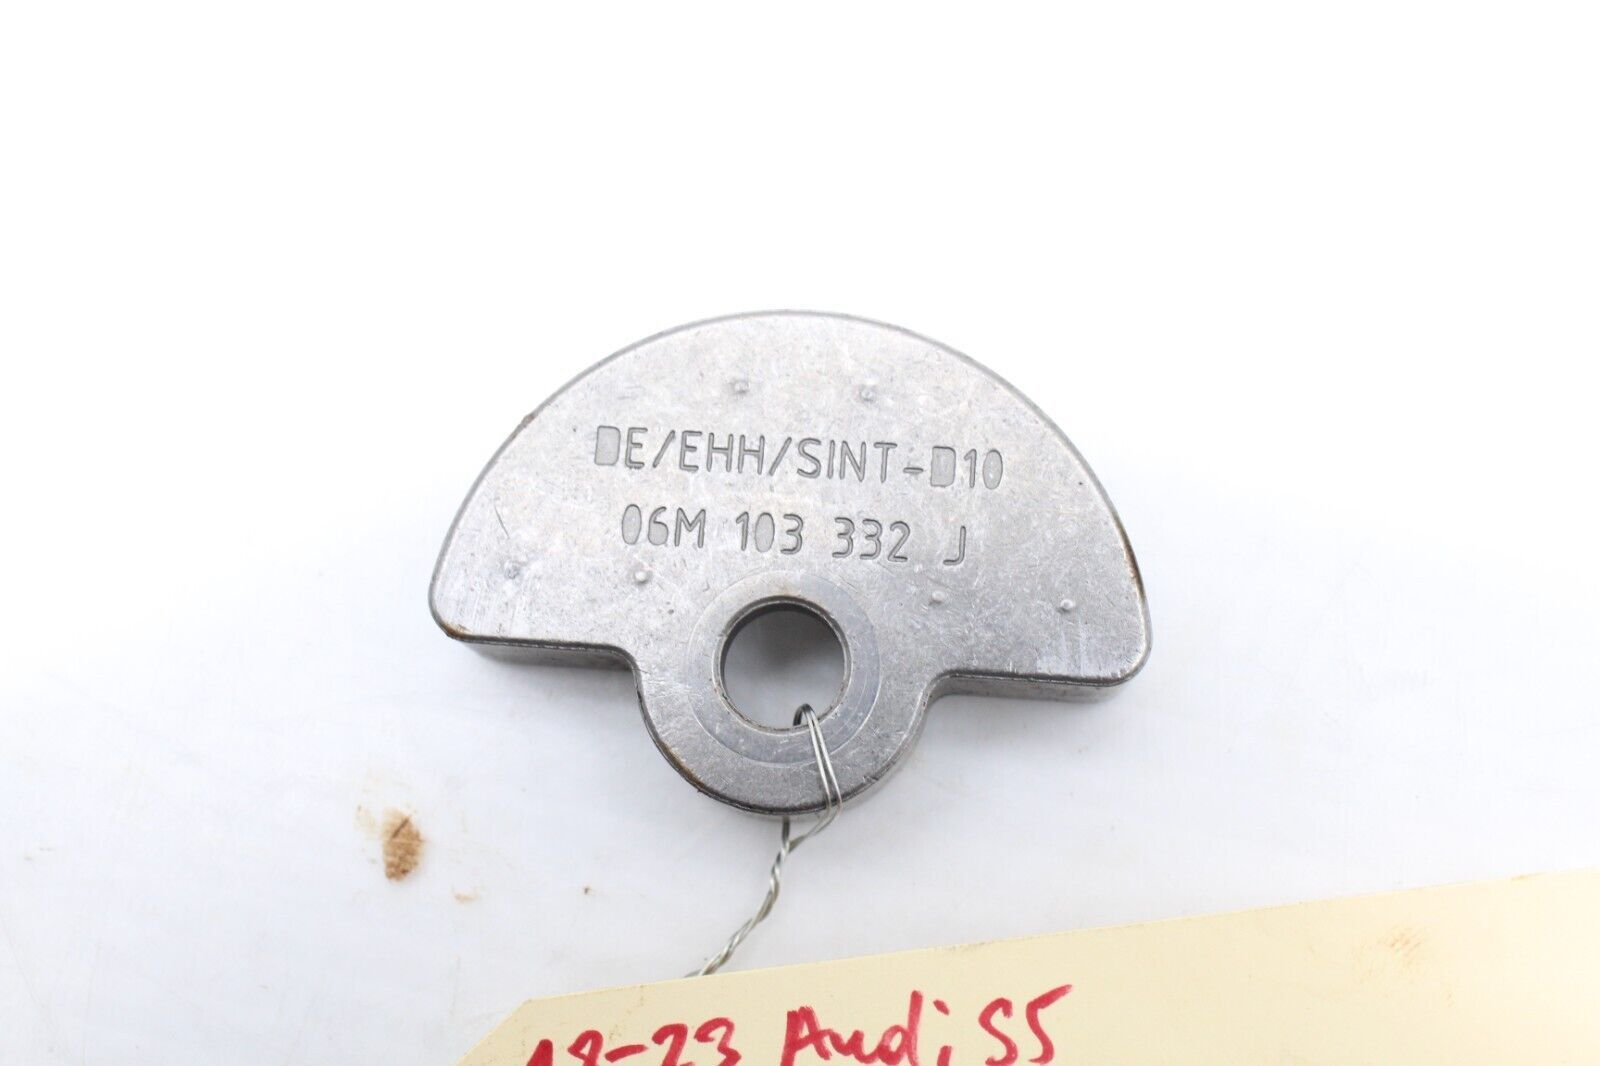 DE/EHH/SINT-D10
06M 103 332 J
18-23 Audi S5